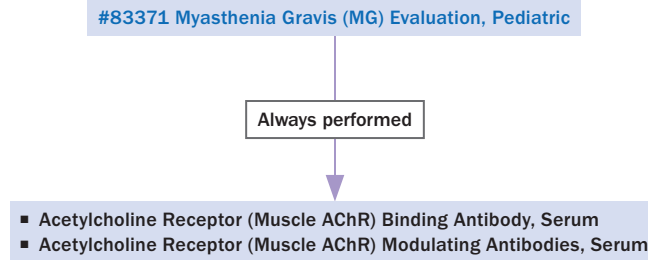 #83371 Myasthenia Gravis (MG) Evaluation, Pediatric
Always performed
▪ Acetylcholine Receptor (Muscle AChR) Binding Antibody, Serum
▪ Acetylcholine Receptor (Muscle AChR) Modulating Antibodies, Serum